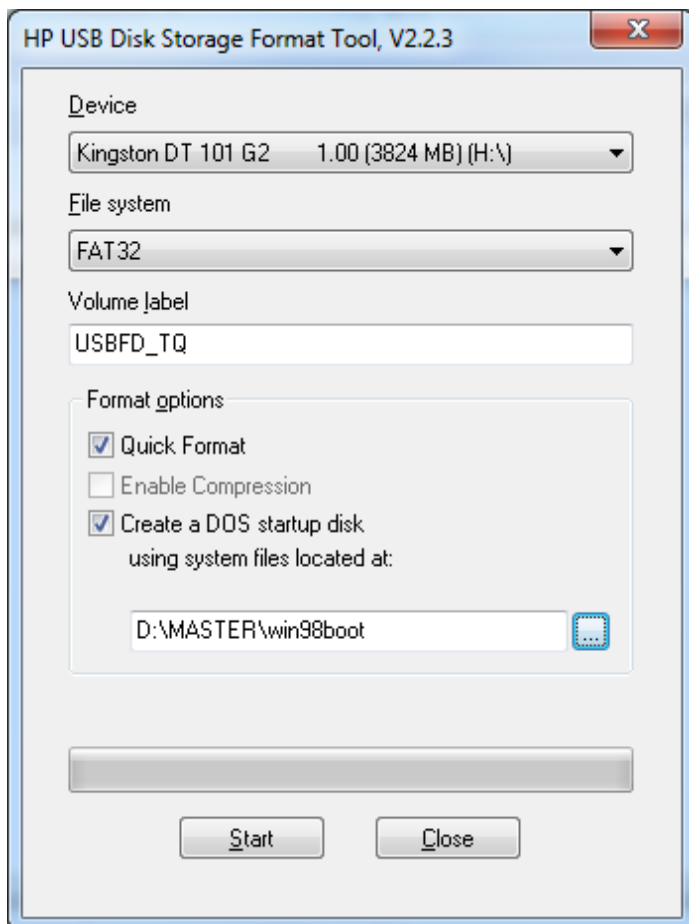 HP USB Disk Storage Format Tool, V2.2.3
Device
Kingston DT 101 G2 1.00 (3824 MB) (H:\)
File system
FAT32
Volume label
USBFD_TQ
Format options
Quick Format
Enable Compression
Create a DOS startup disk
using system files located at:
D:\MASTER\win98boot
...
Start Close